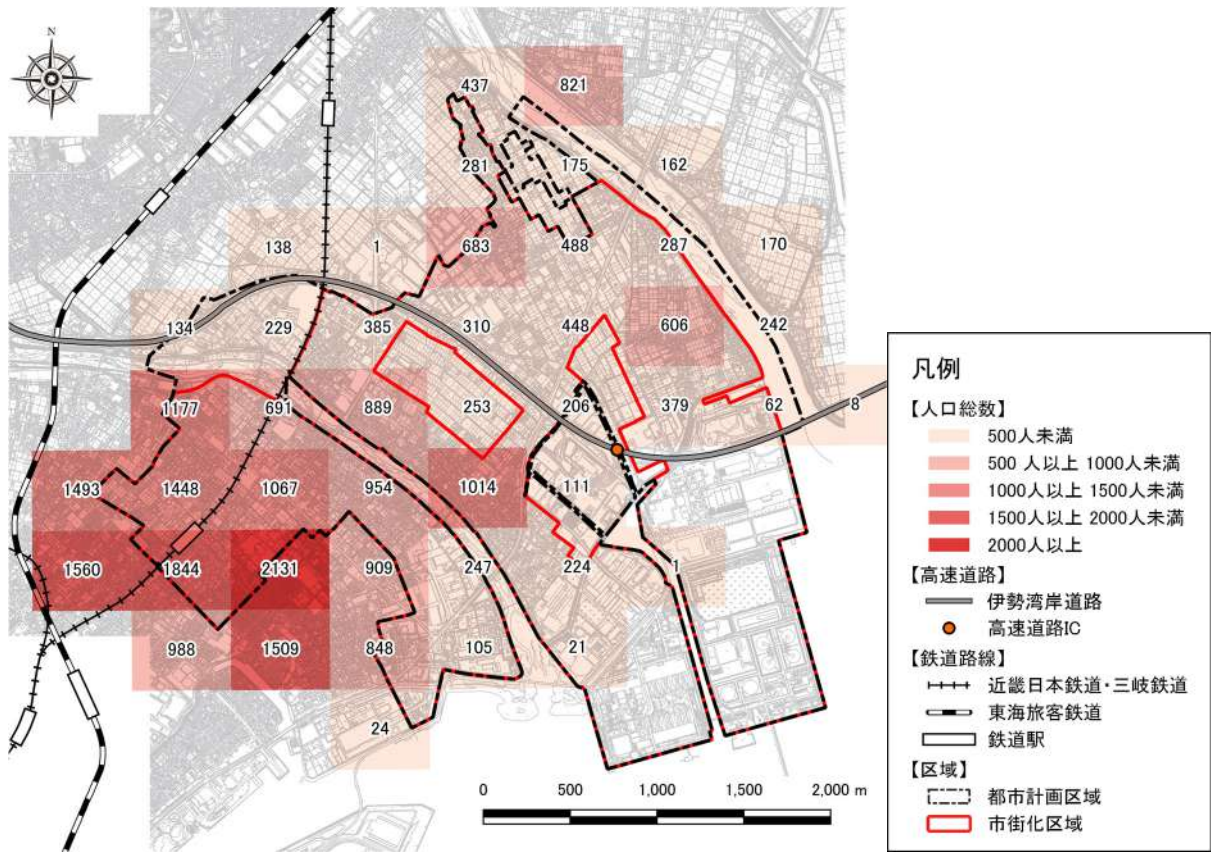 N
437 821
281 175 162
138 1 683 488 287 170
134 229 385 310 448 606 242
1177 691 889 253 206 379 62 8
1493 1448 1067 954 1014 111
1560 1844 2131 909 247 224 1
988 1509 848 105 21
24
0 500 1,000 1,500 2,000 m
凡例
【人口総数】
500人未満
500 人以上 1000人未満
1000人以上 1500人未満
1500人以上 2000人未満
2000人以上
【高速道路】
伊勢湾岸道路
高速道路IC
【鉄道路線】
近畿日本鉄道・三岐鉄道
東海旅客鉄道
鉄道駅
【区域】
都市計画区域
市街化区域